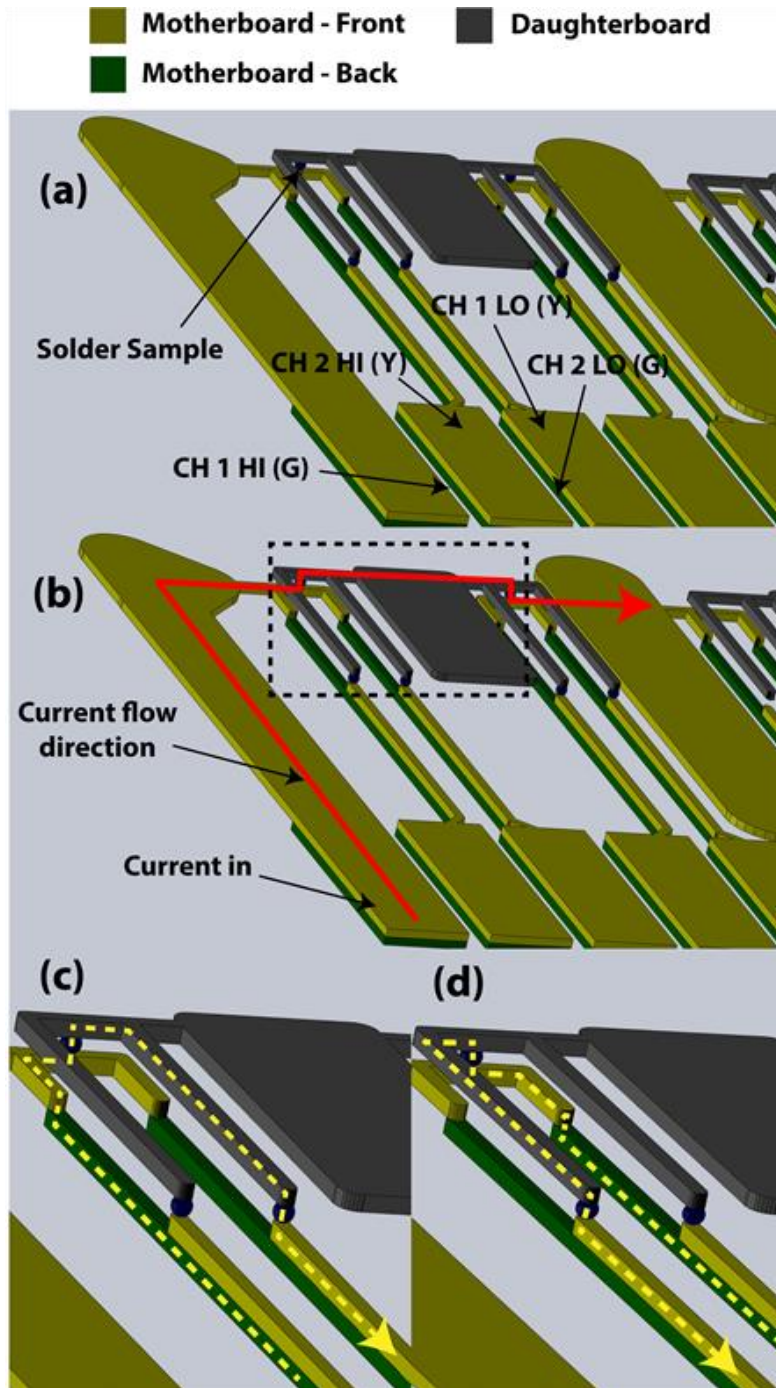 Motherboard - Front
Daughterboard
Motherboard - Back
(a)
CH 1 LO (Y)
Solder Sample
CH 2 HI (Y)
CH 2 LO (G)
CH 1 HI (G)
(b)
Current flow
direction
Current in
(c)
(d)